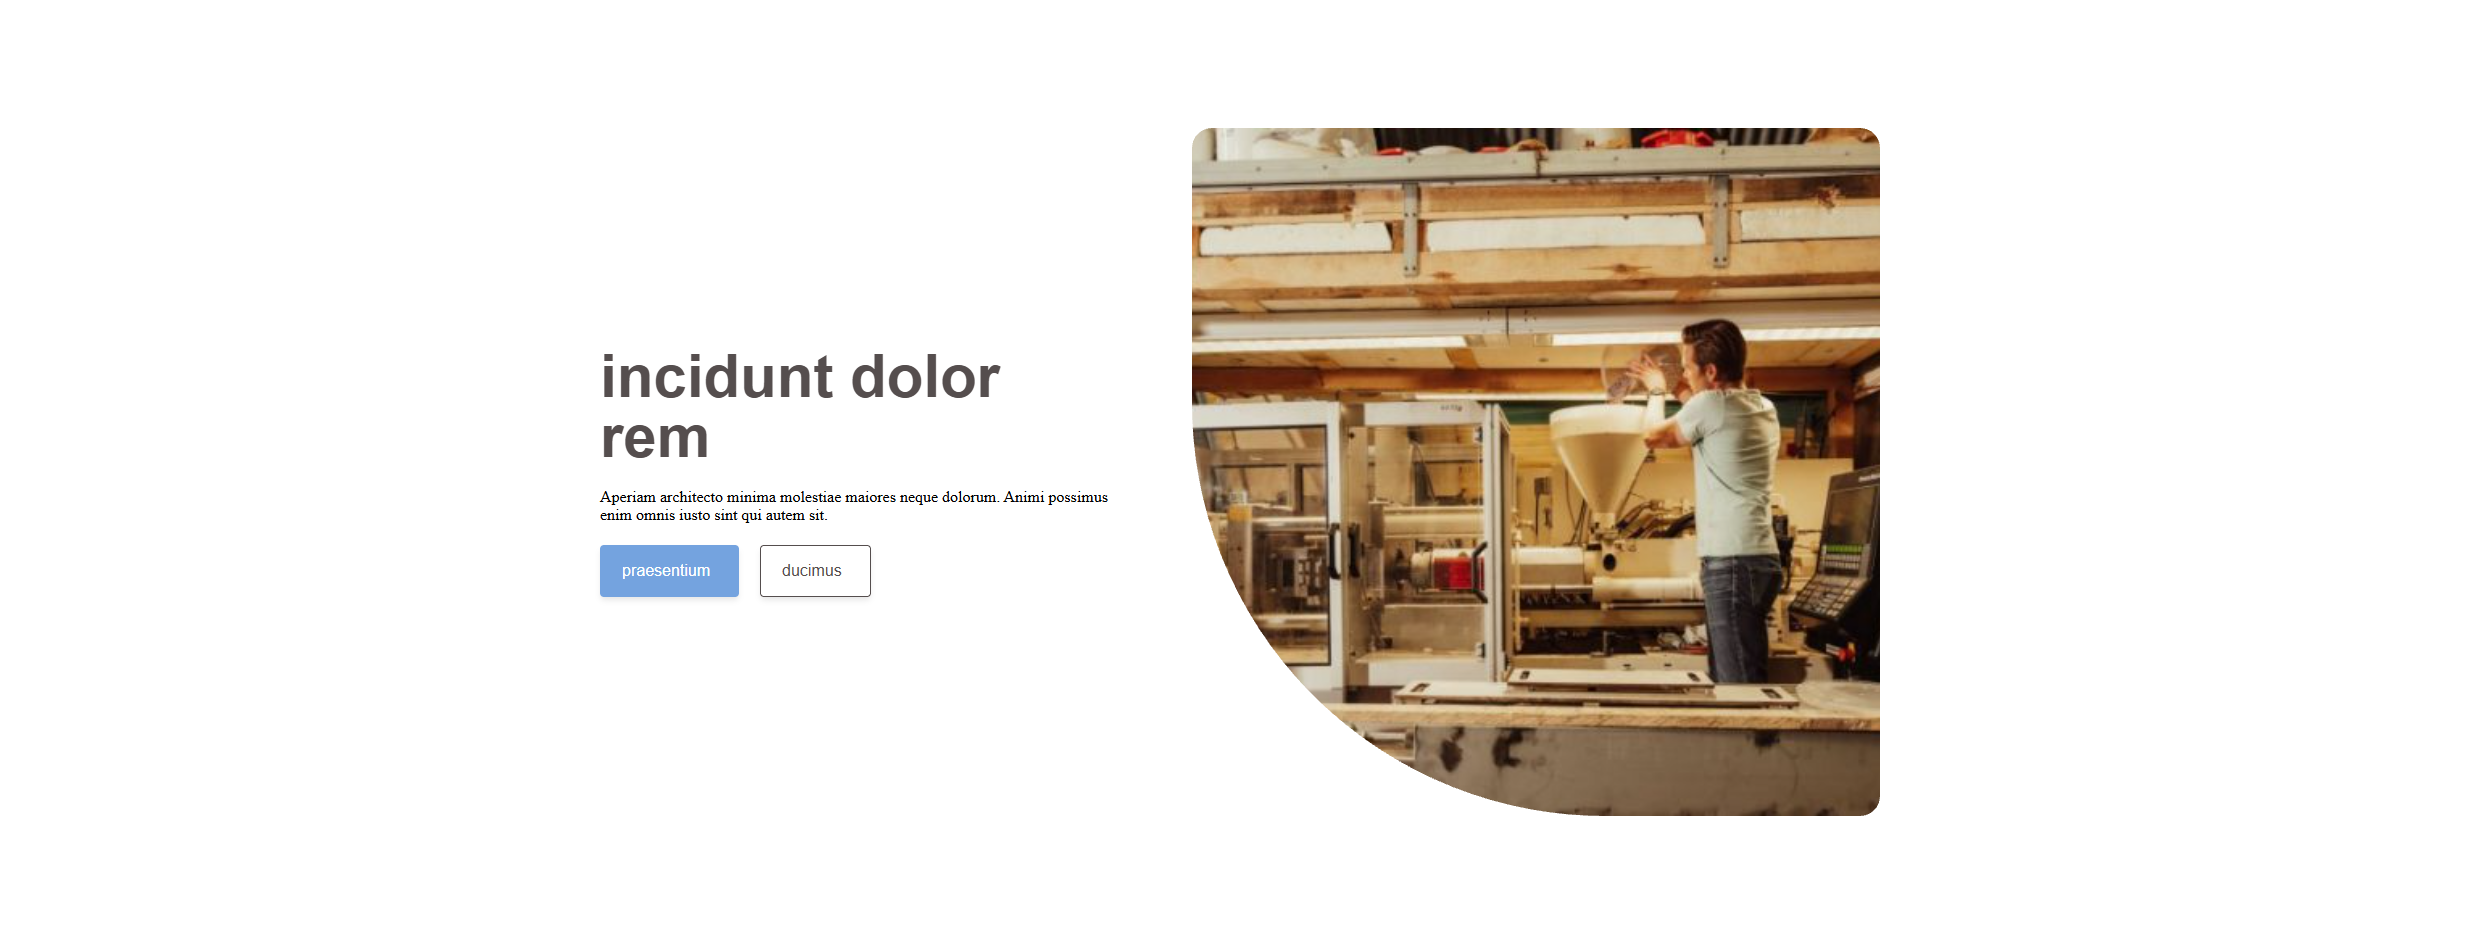 incidunt dolor
rem
Aperiam architecto minima molestiae maiores neque dolorum. Animi possimus
enim omnis iusto sint qui autem sit.
praesentium
ducimus